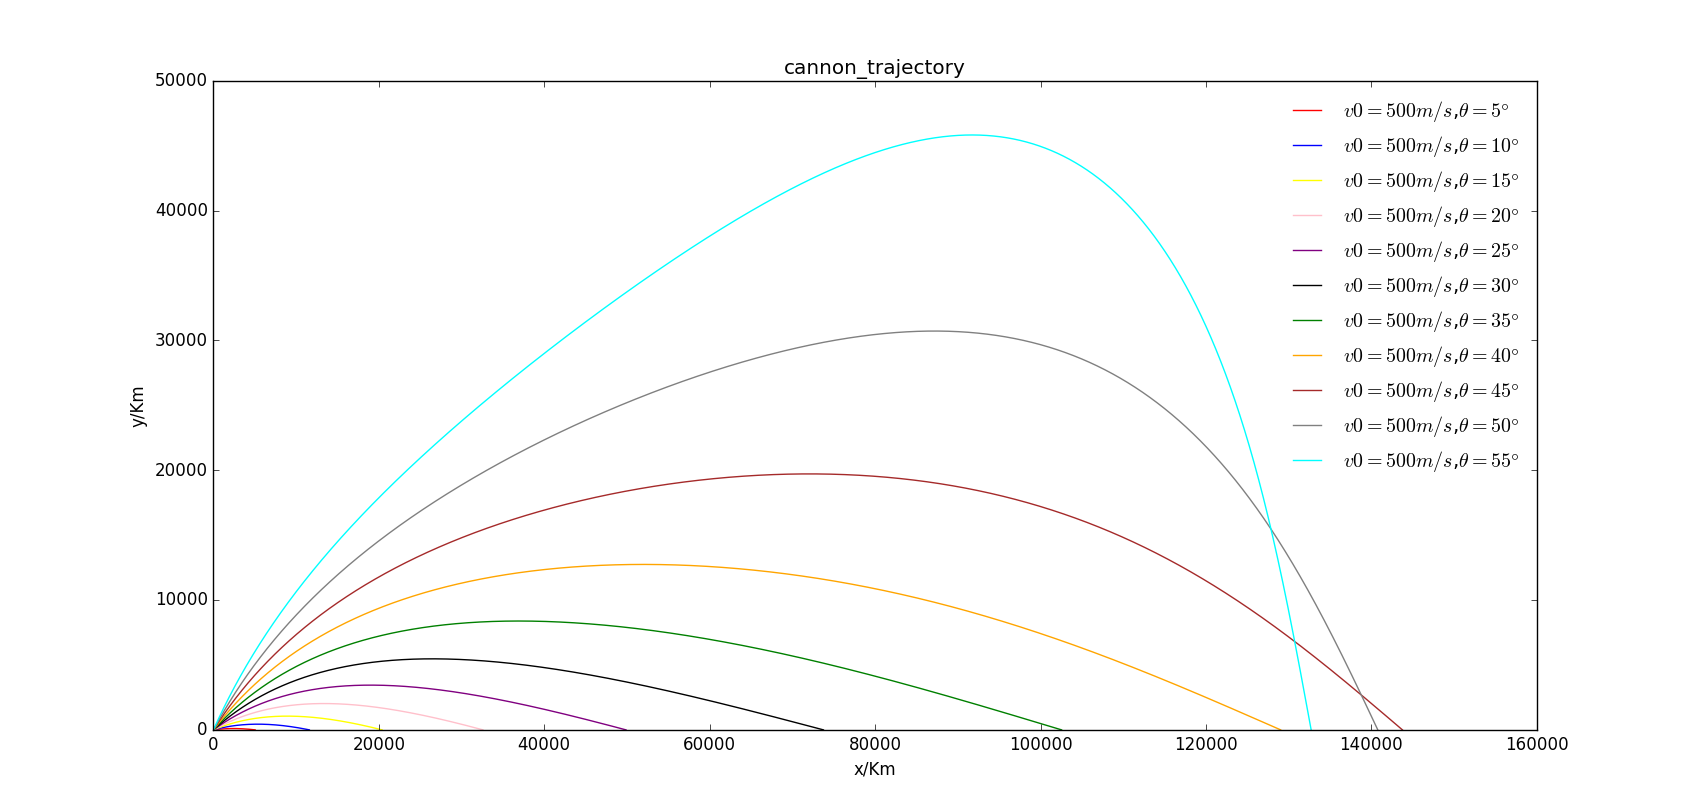 cannon_trajectory
50000
40000
30000
20000
10000
0
y/Km
v0 = 500m/s,θ = 5°
v0 = 500m/s,θ = 10°
v0 = 500m/s,θ = 15°
v0 = 500m/s,θ = 20°
v0 = 500m/s,θ = 25°
v0 = 500m/s,θ = 30°
v0 = 500m/s,θ = 35°
v0 = 500m/s,θ = 40°
v0 = 500m/s,θ = 45°
v0 = 500m/s,θ = 50°
v0 = 500m/s,θ = 55°
0 20000 40000 60000 80000 100000 120000 140000 160000
x/Km